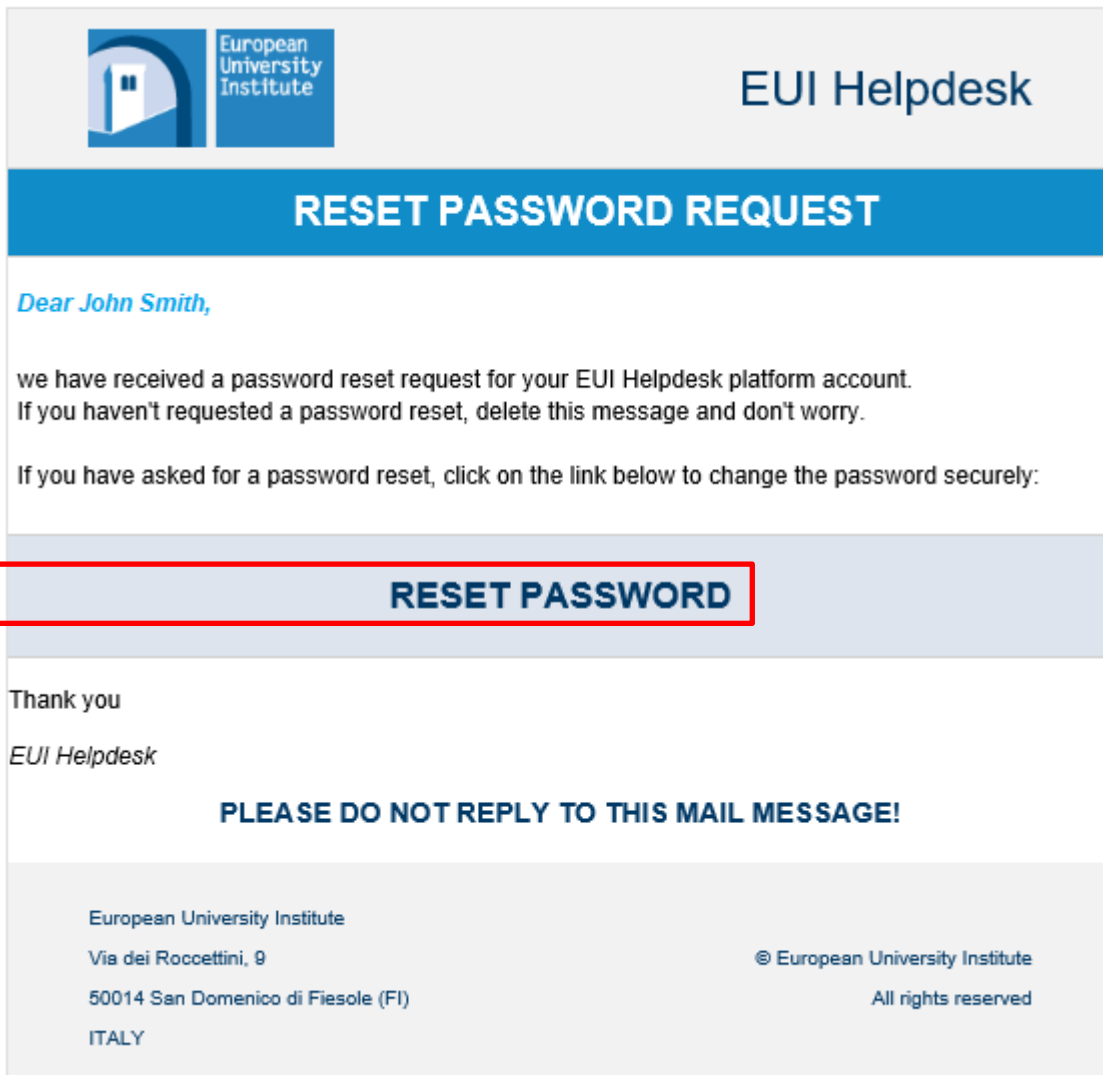 European
University
Institute
EUI Helpdesk
RESET PASSWORD REQUEST
Dear John Smith,
we have received a password reset request for your EUI Helpdesk platform account.
If you haven't requested a password reset, delete this message and don't worry.
If you have asked for a password reset, click on the link below to change the password securely:
RESET PASSWORD
Thank you
EUI Helpdesk
PLEASE DO NOT REPLY TO THIS MAIL MESSAGE!
European University Institute
Via dei Roccettini, 9
50014 San Domenico di Fiesole (FI)
ITALY
© European University Institute
All rights reserved